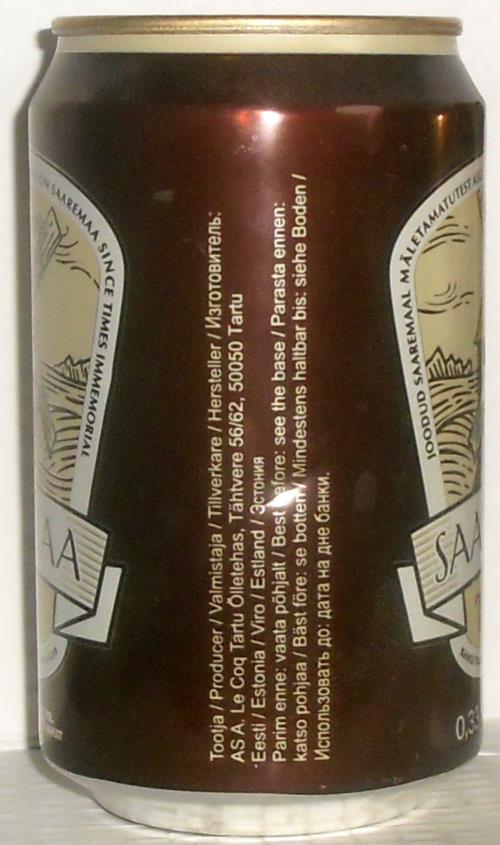 SAAREMAA SINCE TIMES IMMEMORIAL
AA
Tootja / Producer / Valmistaja / Tillverkare / Hersteller / Изготовитель:
AS A. Le Coq Tartu Õlletehas, Tähtvere 56/62, 50050 Tartu
Eesti / Estonia / Viro / Estland / Эстония
Parim enne: vaata põhjalt / Best before: see the base / Parasta ennen:
katso pohjaa / Bäst före: se botten / Mindestens haltbar bis: siehe Boden /
Использовать до: дата на дне банки.
JOODUD SAAREMAAL MÄLETAMATUTEST
SAA
0,33